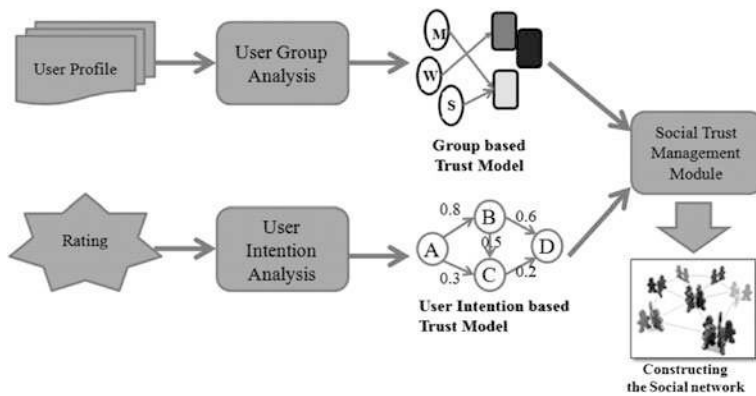 User Profile
User Group
Analysis
M
W
S
Group based
Trust Model
Social Trust
Management
Module
Rating
User
Intention
Analysis
0.8
B
0.6
A
0.5
D
0.3
C
0.2
User Intention based
Trust Model
Constructing
the Social network